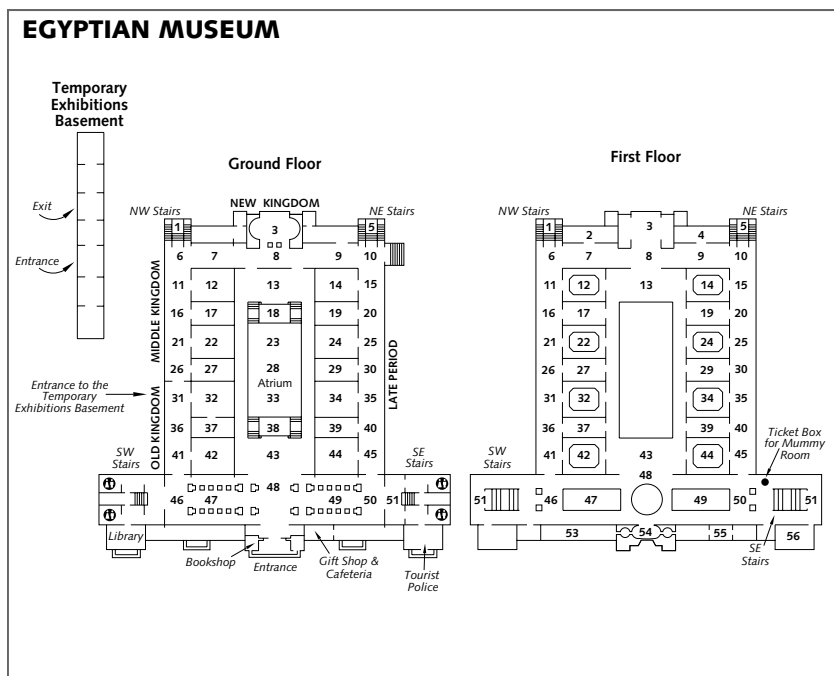 EGYPTIAN MUSEUM
Temporary
Exhibitions
Basement
Exit
Entrance
Ground Floor
NW Stairs
NEW KINGDOM
NE Stairs
1
3
5
6 7 8 9 10
11 12 13 14 15
16 17 18 19 20
21 22 23 24 25
26 27 28 29 30
Atrium
31 32 33 34 35
36 37 38 39 40
41 42 43 44 45
46 47 48 49 50 51
MIDDLE KINGDOM
OLD KINGDOM
LATE PERIOD
Entrance to the
Temporary
Exhibitions Basement
SW
Stairs
SE
Stairs
Library
Bookshop
Entrance
Gift Shop &
Cafeteria
Tourist
Police
First Floor
NW Stairs
NE Stairs
1 2 3 4 5
6 7 8 9 10
11 12 13 14 15
16 17 19 20
21 22 24 25
26 27 29 30
31 32 34 35
36 37 39 40
41 42 43 44 45
48
51 46 47 49 50 51
53 54 55 56
SW
Stairs
Ticket Box
for Mummy
Room
SE
Stairs